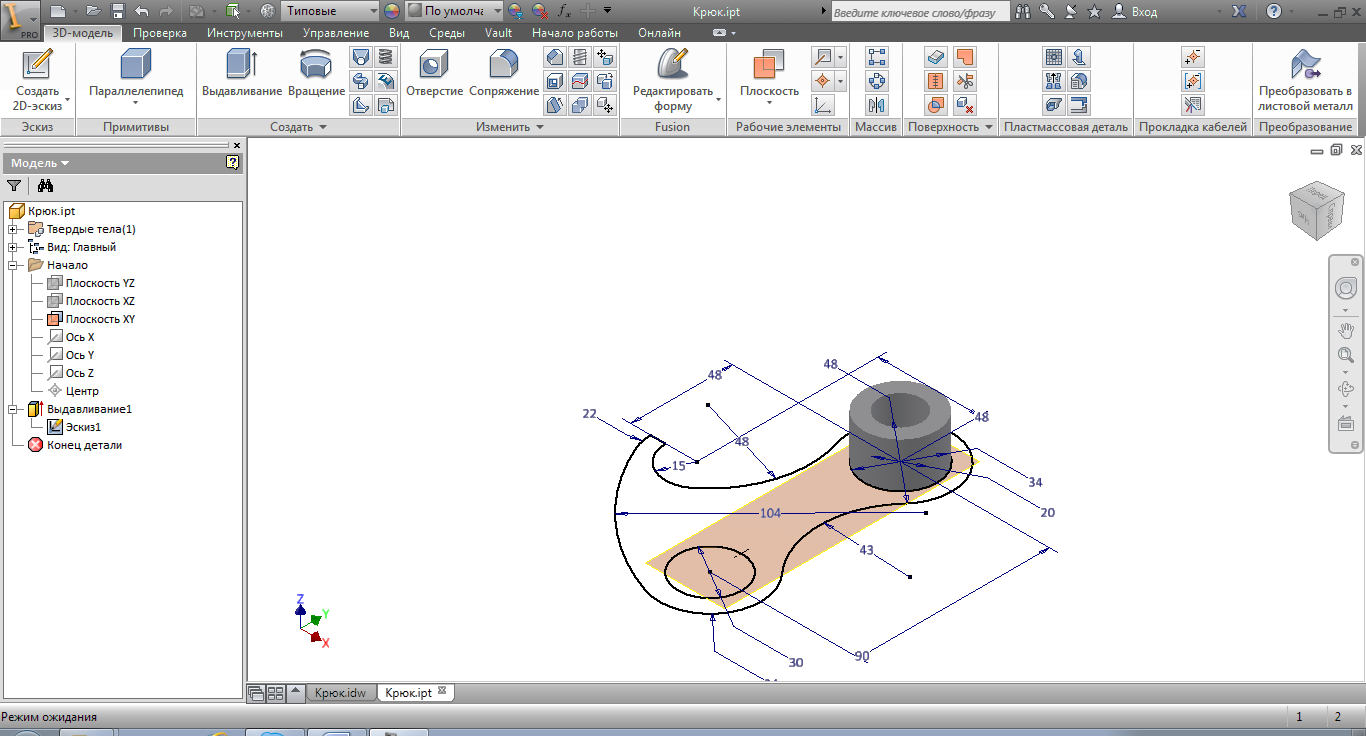 PRO
Типовые
По умолча
fx
Крюк.ipt
Введите ключевое слово/фразу
Вход
3D-модель
Проверка
Инструменты
Управление
Вид
Среды
Vault
Начало работы
Онлайн
Создать
2D-эскиз
Параллелепипед
Выдавливание
Вращение
Отверстие
Сопряжение
Редактировать
форму
Плоскость
Преобразовать в
листовой металл
Эскиз
Примитивы
Создать
Изменить
Fusion
Рабочие элементы
Массив
Поверхность
Пластмассовая деталь
Прокладка кабелей
Преобразование
Модель
Крюк.ipt
Твердые тела(1)
Вид: Главный
Начало
Плоскость YZ
Плоскость XZ
Плоскость XY
Ось X
Ось Y
Ось Z
Центр
Выдавливание1
Эскиз1
Конец детали
48
48
22
48
48
15
34
20
104
43
90
30
Z
Y
X
Крюк.idw
Крюк.ipt
Режим ожидания
1
2